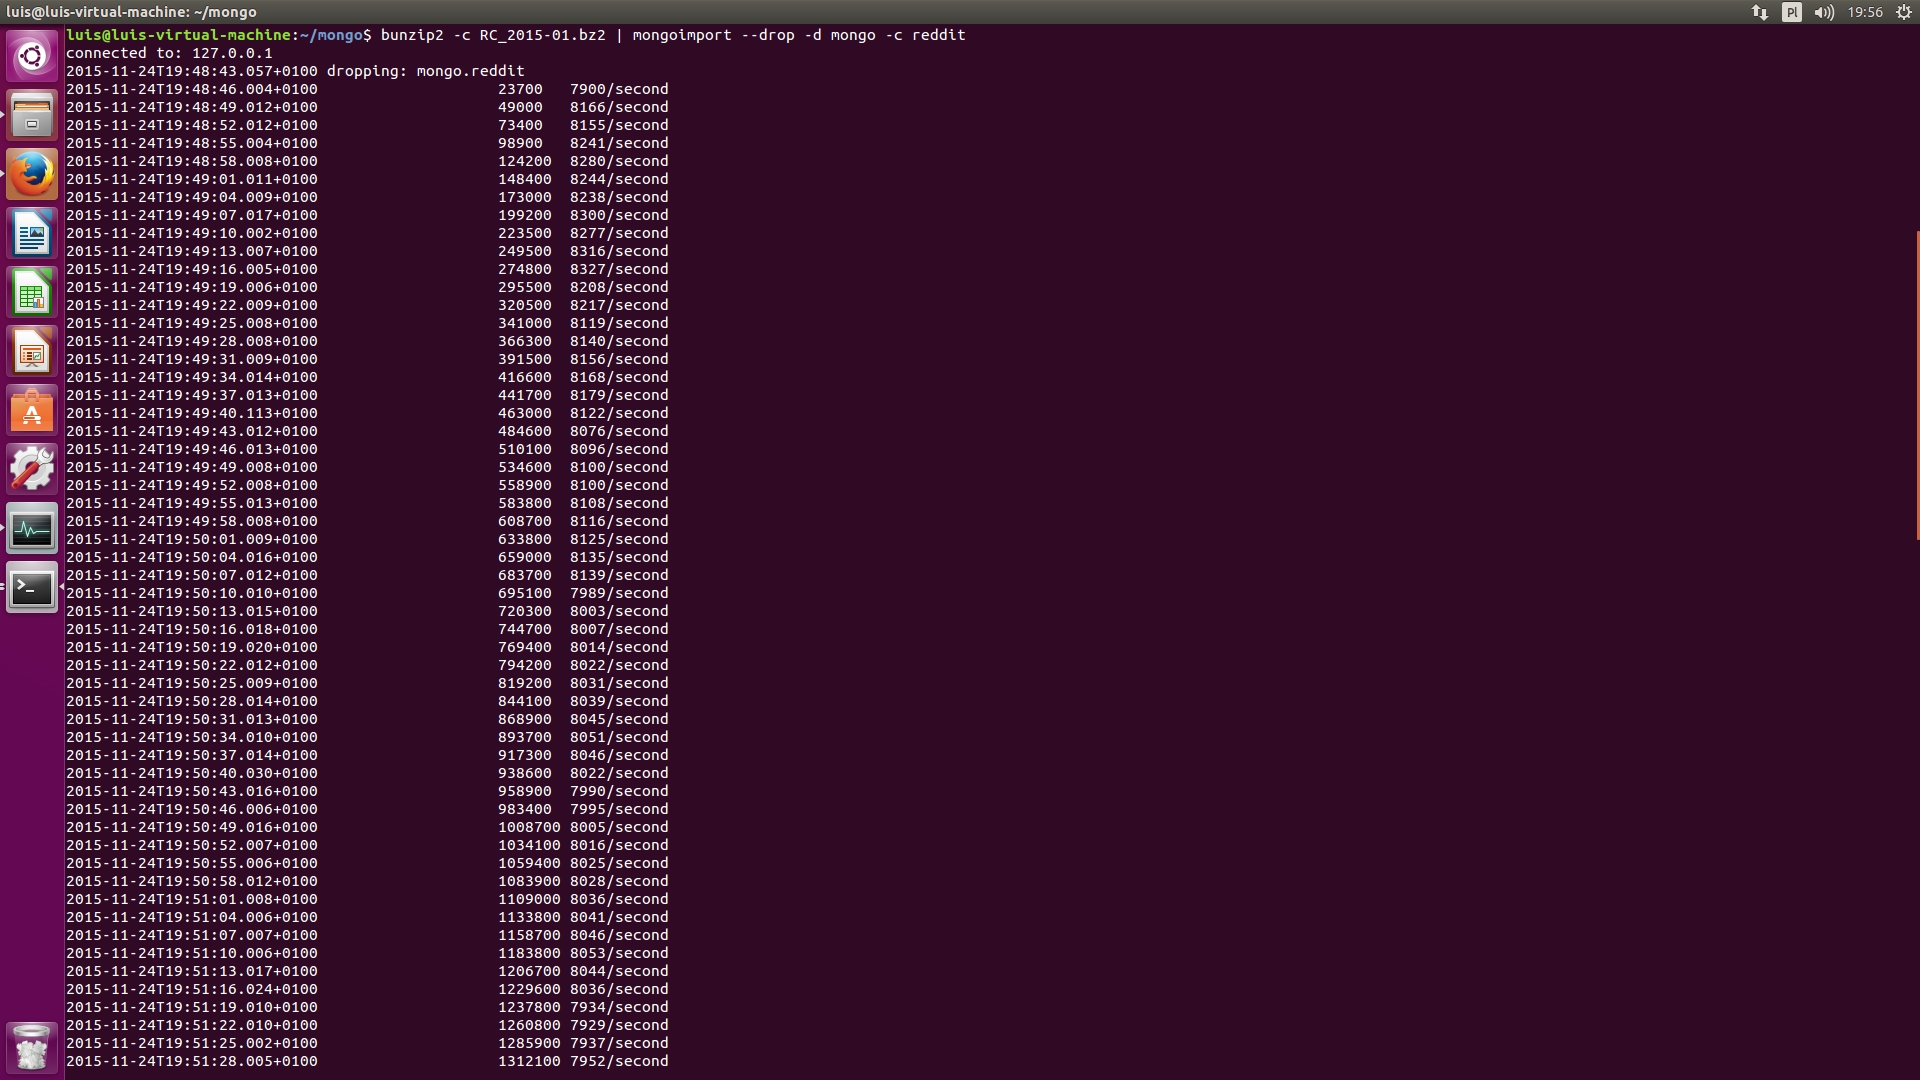 luis@luis-virtual-machine: ~/mongo
Pl 19:56
luis@luis-virtual-machine:~/mongo$ bunzip2 -c RC_2015-01.bz2 | mongoimport --drop -d mongo -c reddit
connected to: 127.0.0.1
2015-11-24T19:48:43.057+0100 dropping: mongo.reddit
2015-11-24T19:48:46.004+0100 23700 7900/second
2015-11-24T19:48:49.012+0100 49000 8166/second
2015-11-24T19:48:52.012+0100 73400 8155/second
2015-11-24T19:48:55.004+0100 98900 8241/second
2015-11-24T19:48:58.008+0100 124200 8280/second
2015-11-24T19:49:01.011+0100 148400 8244/second
2015-11-24T19:49:04.009+0100 173000 8238/second
2015-11-24T19:49:07.017+0100 199200 8300/second
2015-11-24T19:49:10.002+0100 223500 8277/second
2015-11-24T19:49:13.007+0100 249500 8316/second
2015-11-24T19:49:16.005+0100 274800 8327/second
2015-11-24T19:49:19.006+0100 295500 8208/second
2015-11-24T19:49:22.009+0100 320500 8217/second
2015-11-24T19:49:25.008+0100 341000 8119/second
2015-11-24T19:49:28.008+0100 366300 8140/second
2015-11-24T19:49:31.009+0100 391500 8156/second
2015-11-24T19:49:34.014+0100 416600 8168/second
2015-11-24T19:49:37.013+0100 441700 8179/second
2015-11-24T19:49:40.113+0100 463000 8122/second
2015-11-24T19:49:43.012+0100 484600 8076/second
2015-11-24T19:49:46.013+0100 510100 8096/second
2015-11-24T19:49:49.008+0100 534600 8100/second
2015-11-24T19:49:52.008+0100 558900 8100/second
2015-11-24T19:49:55.013+0100 583800 8108/second
2015-11-24T19:49:58.008+0100 608700 8116/second
2015-11-24T19:50:01.009+0100 633800 8125/second
2015-11-24T19:50:04.016+0100 659000 8135/second
2015-11-24T19:50:07.012+0100 683700 8139/second
2015-11-24T19:50:10.010+0100 695100 7989/second
2015-11-24T19:50:13.015+0100 720300 8003/second
2015-11-24T19:50:16.018+0100 744700 8007/second
2015-11-24T19:50:19.020+0100 769400 8014/second
2015-11-24T19:50:22.012+0100 794200 8022/second
2015-11-24T19:50:25.009+0100 819200 8031/second
2015-11-24T19:50:28.014+0100 844100 8039/second
2015-11-24T19:50:31.013+0100 868900 8045/second
2015-11-24T19:50:34.010+0100 893700 8051/second
2015-11-24T19:50:37.014+0100 917300 8046/second
2015-11-24T19:50:40.030+0100 938600 8022/second
2015-11-24T19:50:43.016+0100 958900 7990/second
2015-11-24T19:50:46.006+0100 983400 7995/second
2015-11-24T19:50:49.016+0100 1008700 8005/second
2015-11-24T19:50:52.007+0100 1034100 8016/second
2015-11-24T19:50:55.006+0100 1059400 8025/second
2015-11-24T19:50:58.012+0100 1083900 8028/second
2015-11-24T19:51:01.008+0100 1109000 8036/second
2015-11-24T19:51:04.006+0100 1133800 8041/second
2015-11-24T19:51:07.007+0100 1158700 8046/second
2015-11-24T19:51:10.006+0100 1183800 8053/second
2015-11-24T19:51:13.017+0100 1206700 8044/second
2015-11-24T19:51:16.024+0100 1229600 8036/second
2015-11-24T19:51:19.010+0100 1237800 7934/second
2015-11-24T19:51:22.010+0100 1260800 7929/second
2015-11-24T19:51:25.002+0100 1285900 7937/second
2015-11-24T19:51:28.005+0100 1312100 7952/second